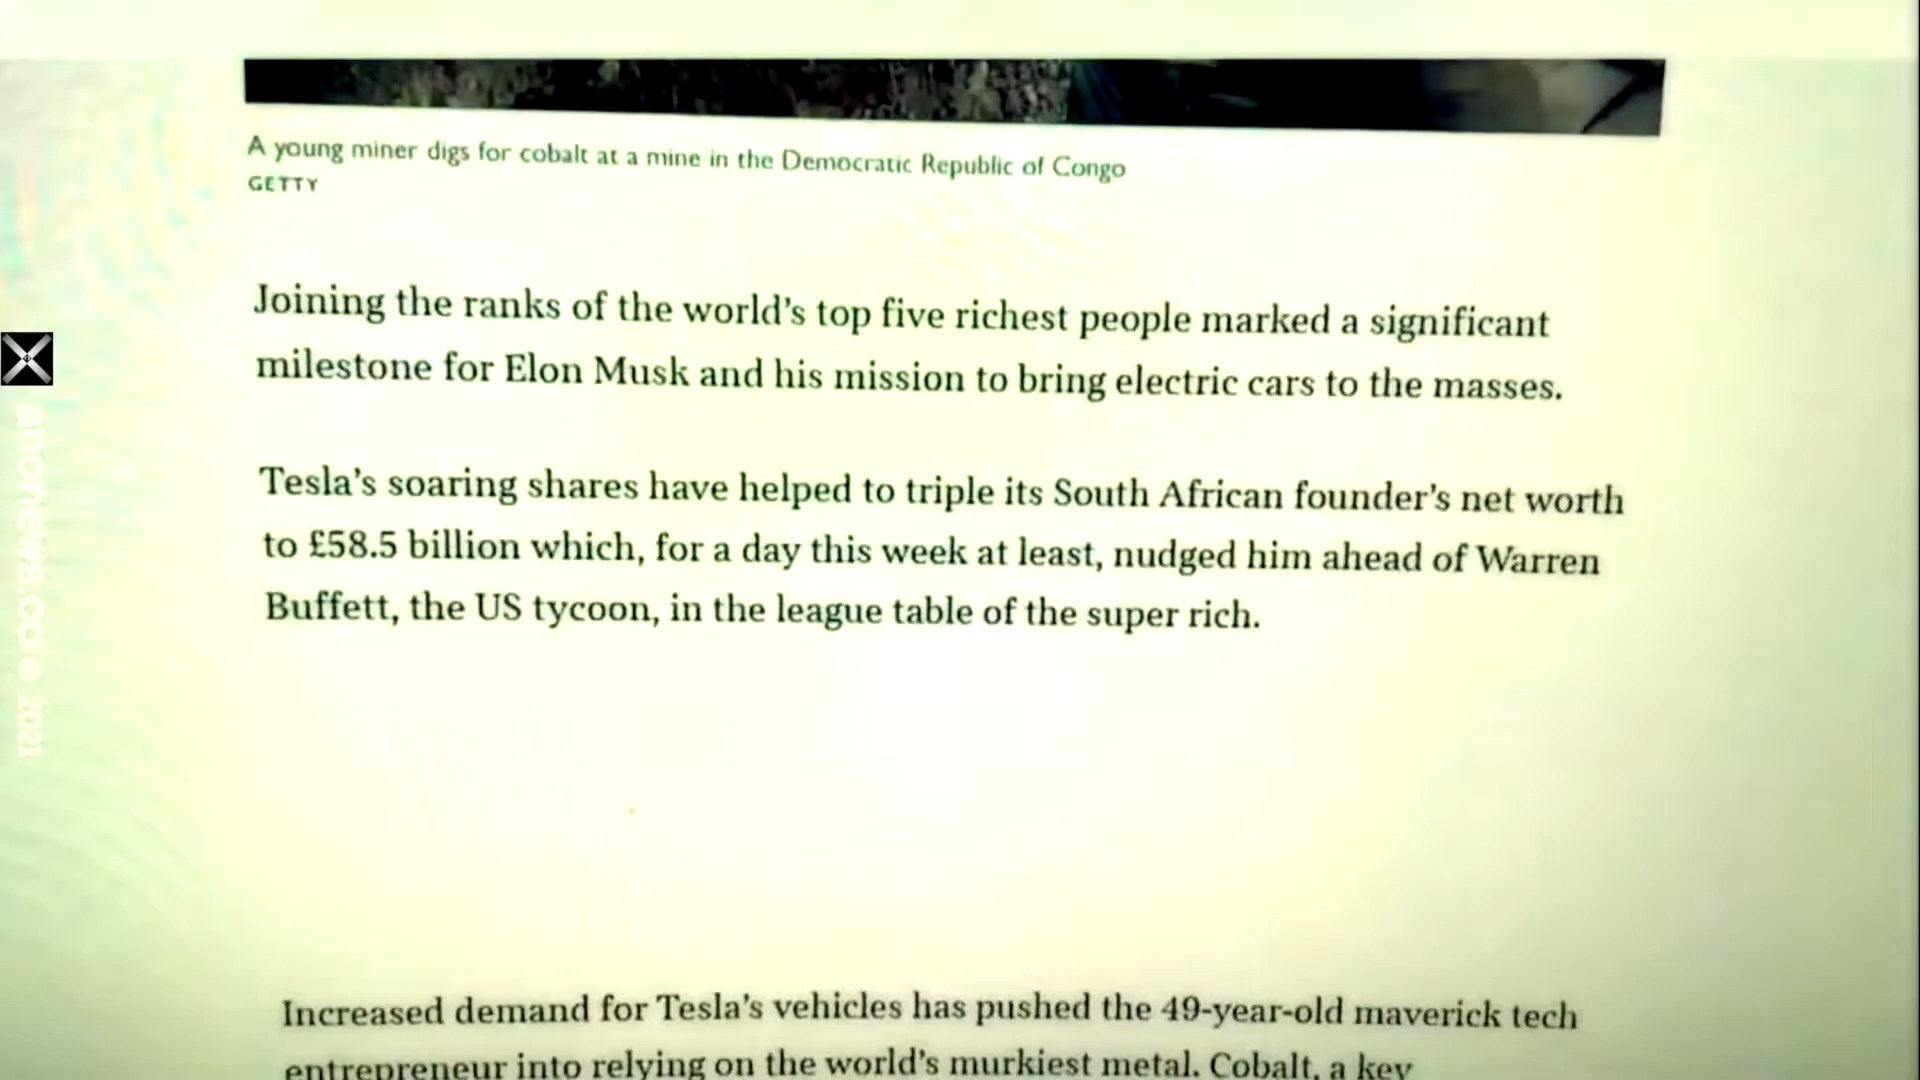 A young miner digs for cobalt at a mine in the Democratic Republic of Congo
GETTY
Joining the ranks of the world's top five richest people marked a significant
milestone for Elon Musk and his mission to bring electric cars to the masses.
Tesla's soaring shares have helped to triple its South African founder's net worth
to £58.5 billion which, for a day this week at least, nudged him ahead of Warren
Buffett, the US tycoon, in the league table of the super rich.
Increased demand for Tesla's vehicles has pushed the 49-year-old maverick tech
entrepreneur into relying on the world's murkiest metal. Cobalt, a key
anonews.co © 2021